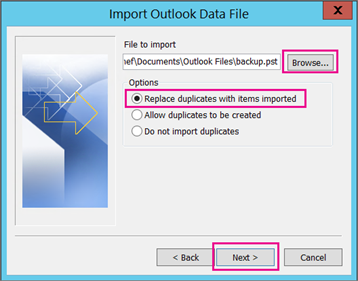 Import Outlook Data File
File to import
ef\Documents\Outlook Files\backup.pst
Browse...
Options
Replace duplicates with items imported
Allow duplicates to be created
Do not import duplicates
< Back
Next >
Cancel